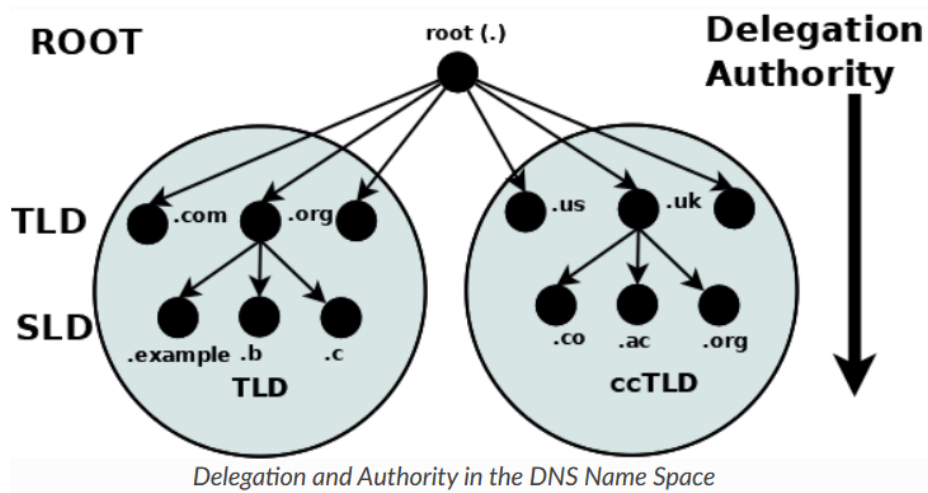 ROOT
root (.)
Delegation
Authority
TLD
.com
.org
.us
.uk
SLD
.example
.b
.c
.co
.ac
.org
TLD
ccTLD
Delegation and Authority in the DNS Name Space